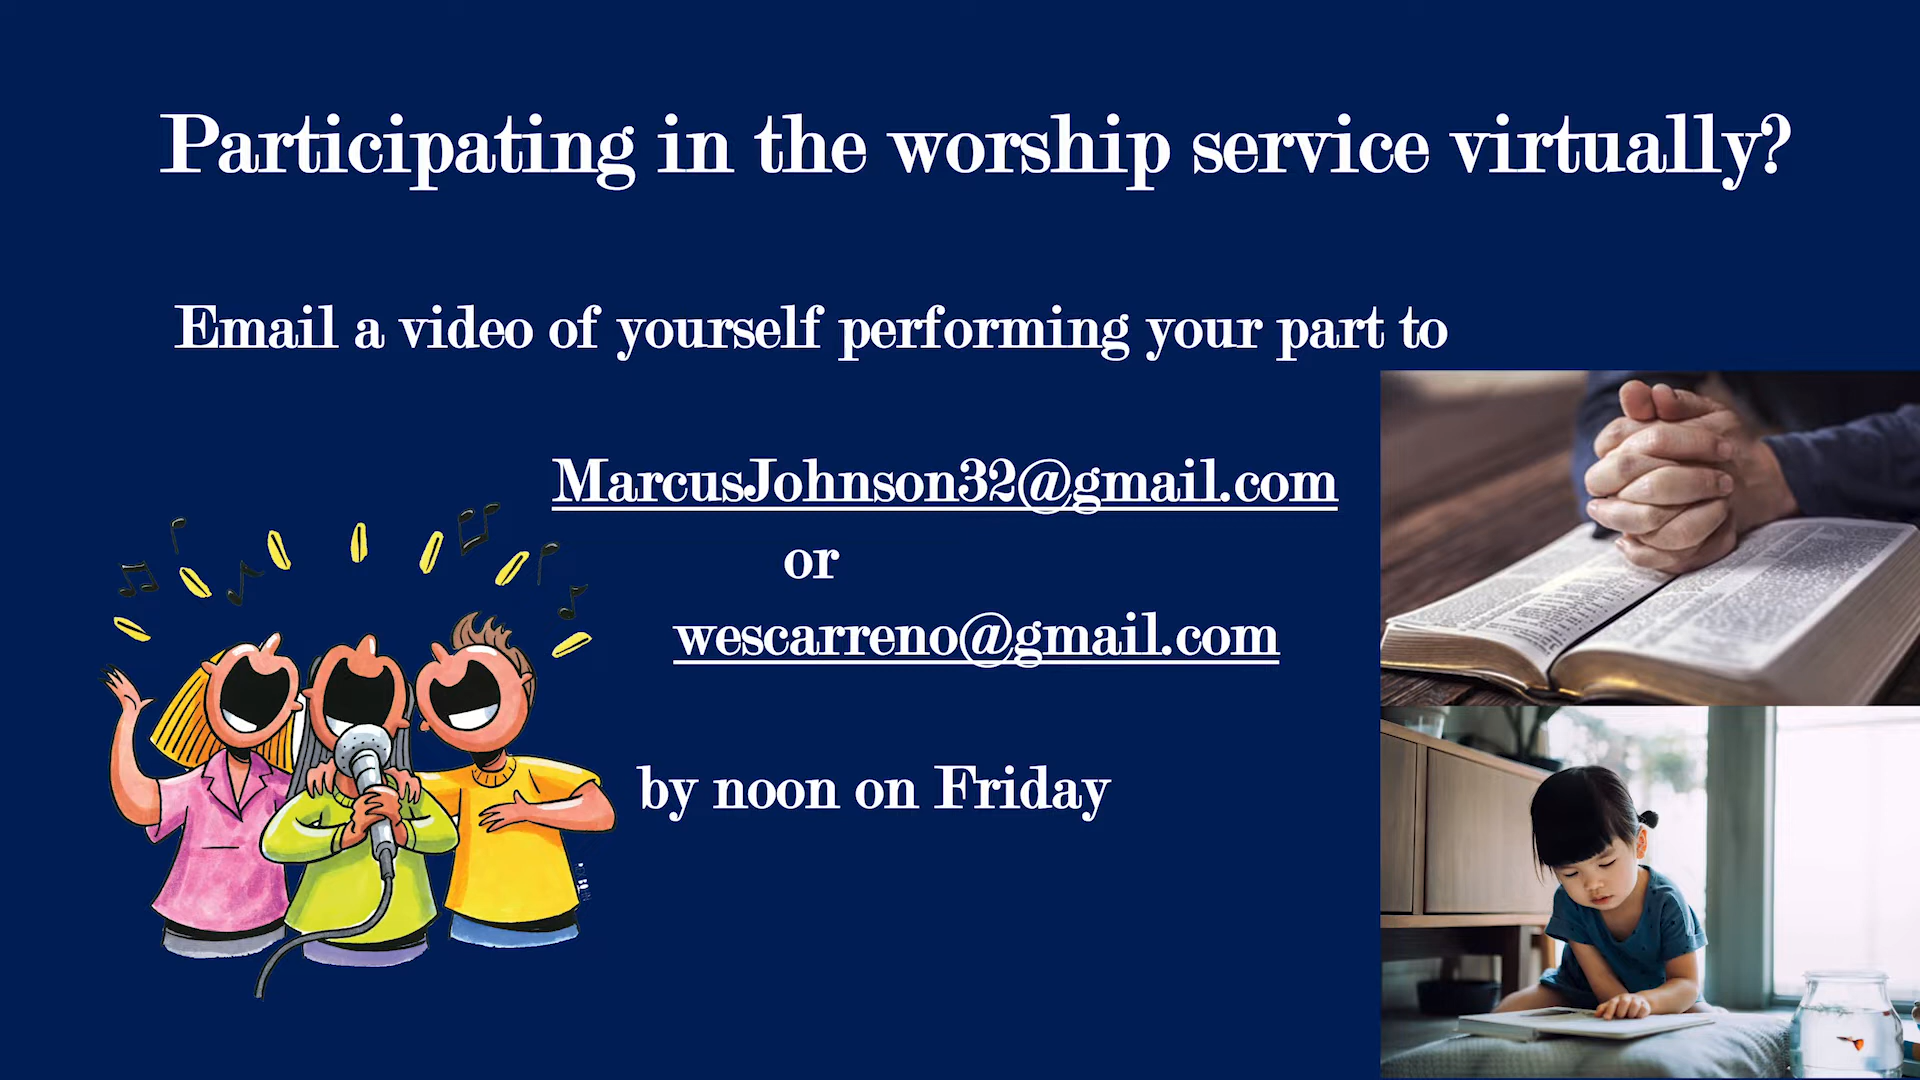 Participating in the worship service virtually?
Email a video of yourself performing your part to
MarcusJohnson32@gmail.com
or
wescarreno@gmail.com
by noon on Friday